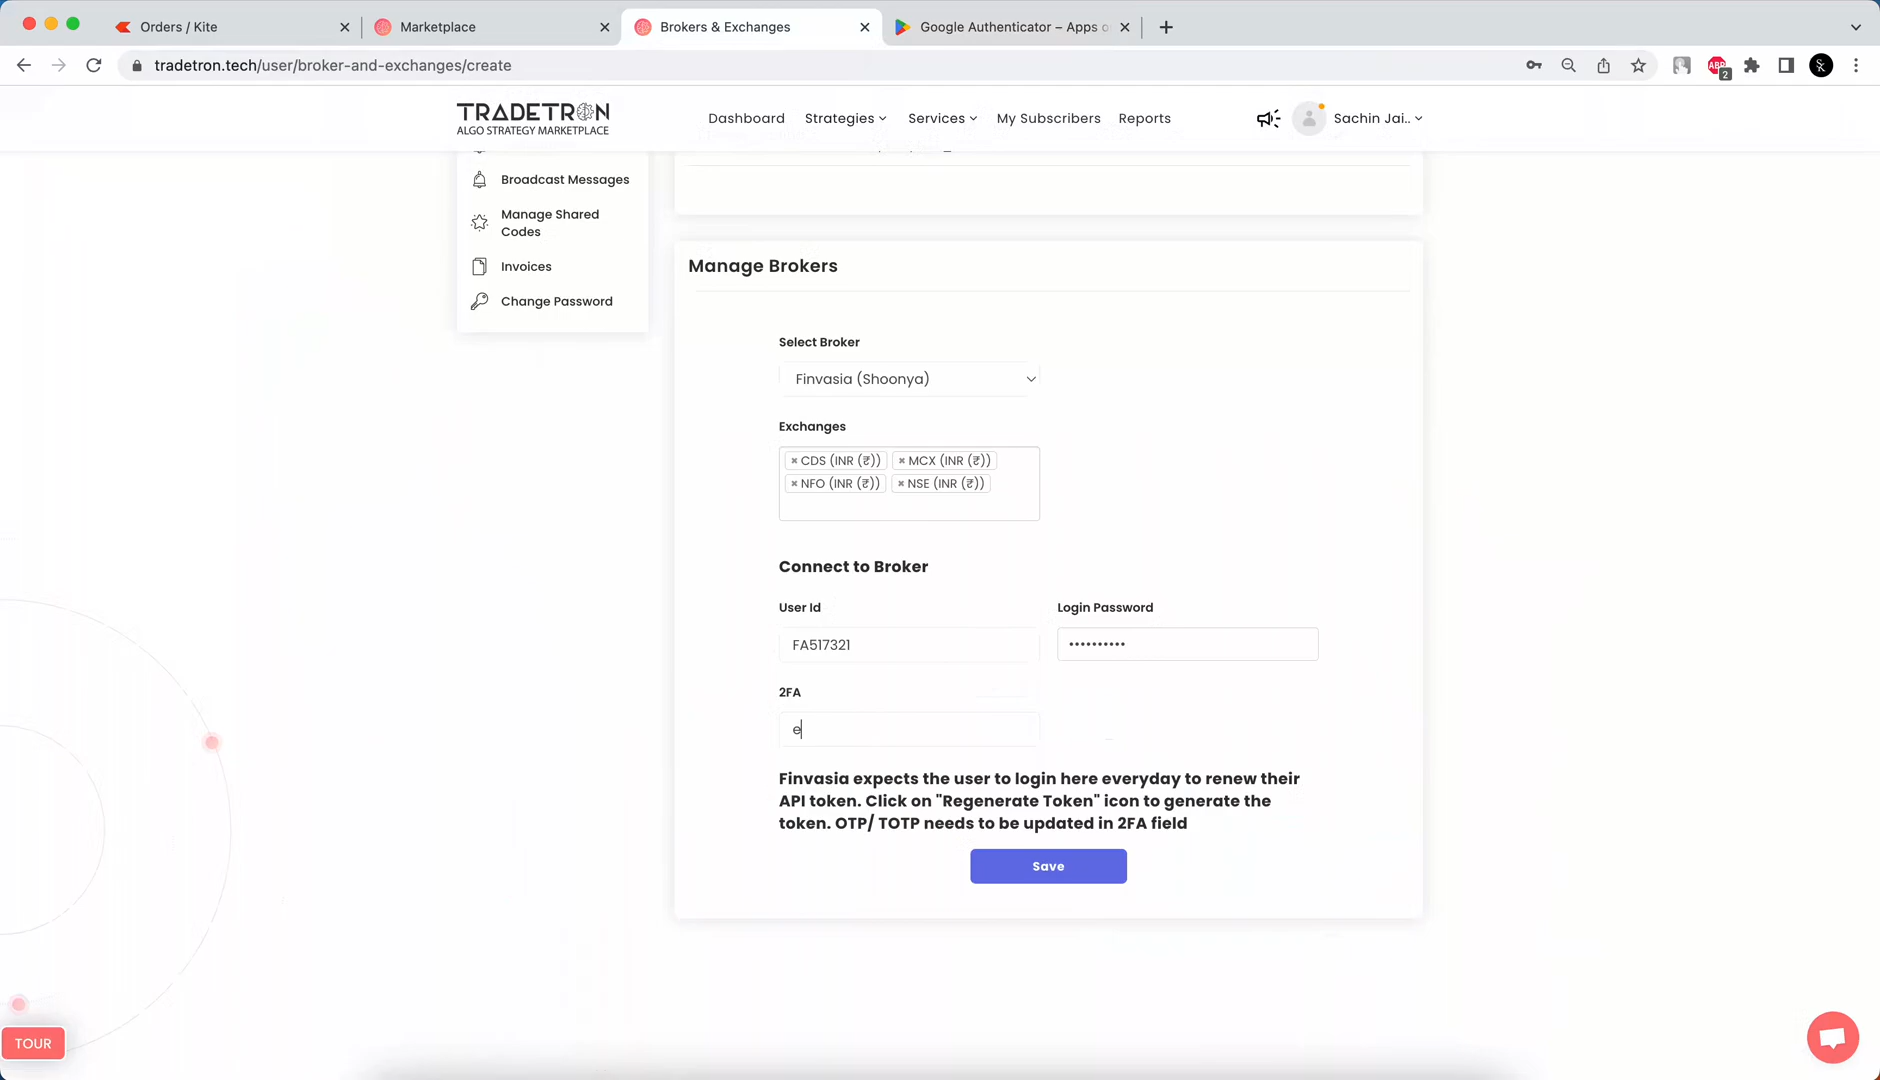 Orders / Kite
Marketplace
Brokers & Exchanges
Google Authenticator – Apps o
tradetron.tech/user/broker-and-exchanges/create
ABP
2
TRADETRON
ALGO STRATEGY MARKETPLACE
Dashboard
Strategies
Services
My Subscribers
Reports
Sachin Jai..
Broadcast Messages
Manage Shared
Codes
Invoices
Change Password
Manage Brokers
Select Broker
Finvasia (Shoonya)
Exchanges
× CDS (INR (₹)) × MCX (INR (₹))
× NFO (INR (₹)) × NSE (INR (₹))
Connect to Broker
User Id
Login Password
FA517321
••••••••••
2FA
e
Finvasia expects the user to login here everyday to renew their
API token. Click on "Regenerate Token" icon to generate the
token. OTP/ TOTP needs to be updated in 2FA field
Save
TOUR